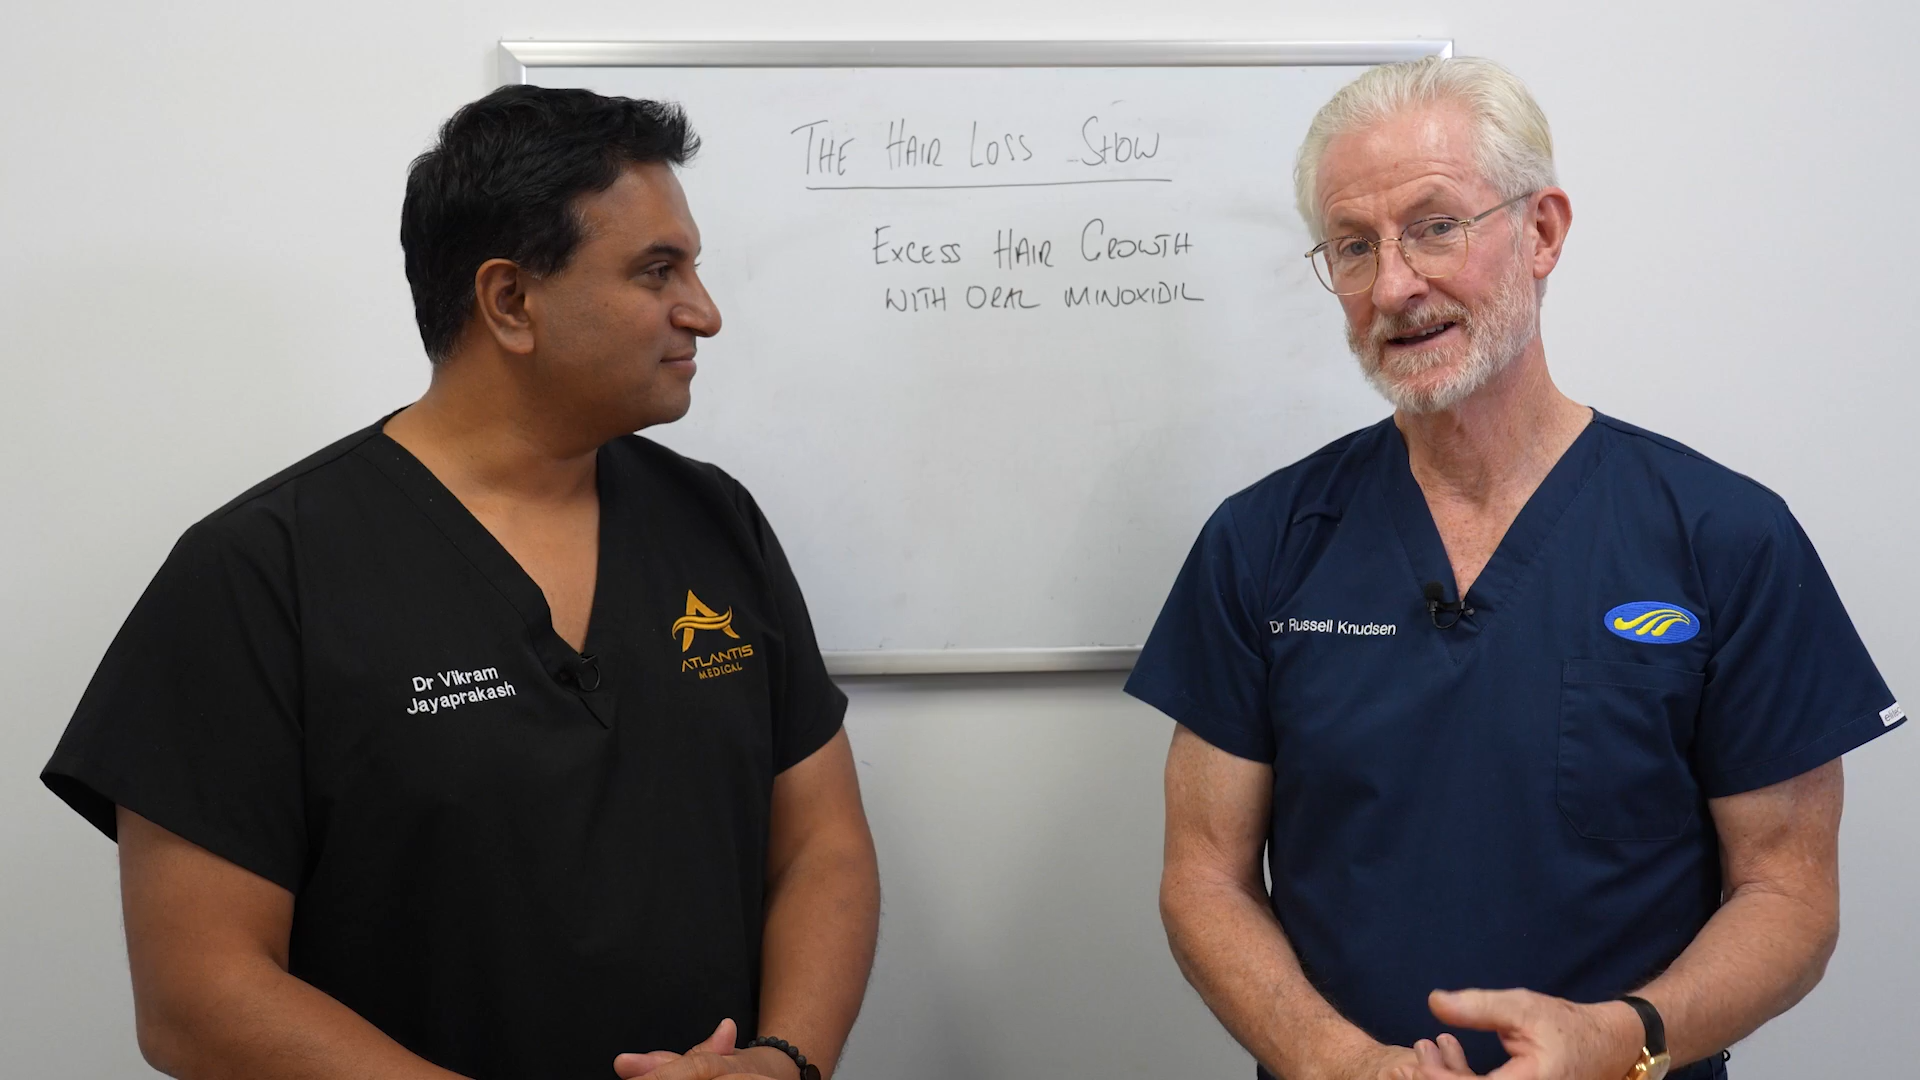 THE HAIR LOSS SHOW
EXCESS HAIR GROWTH
WITH ORAL MINOXIDIL
Dr Vikram
Jayaprakash
ATLANTIS
MEDICAL
Dr Russell Knudsen